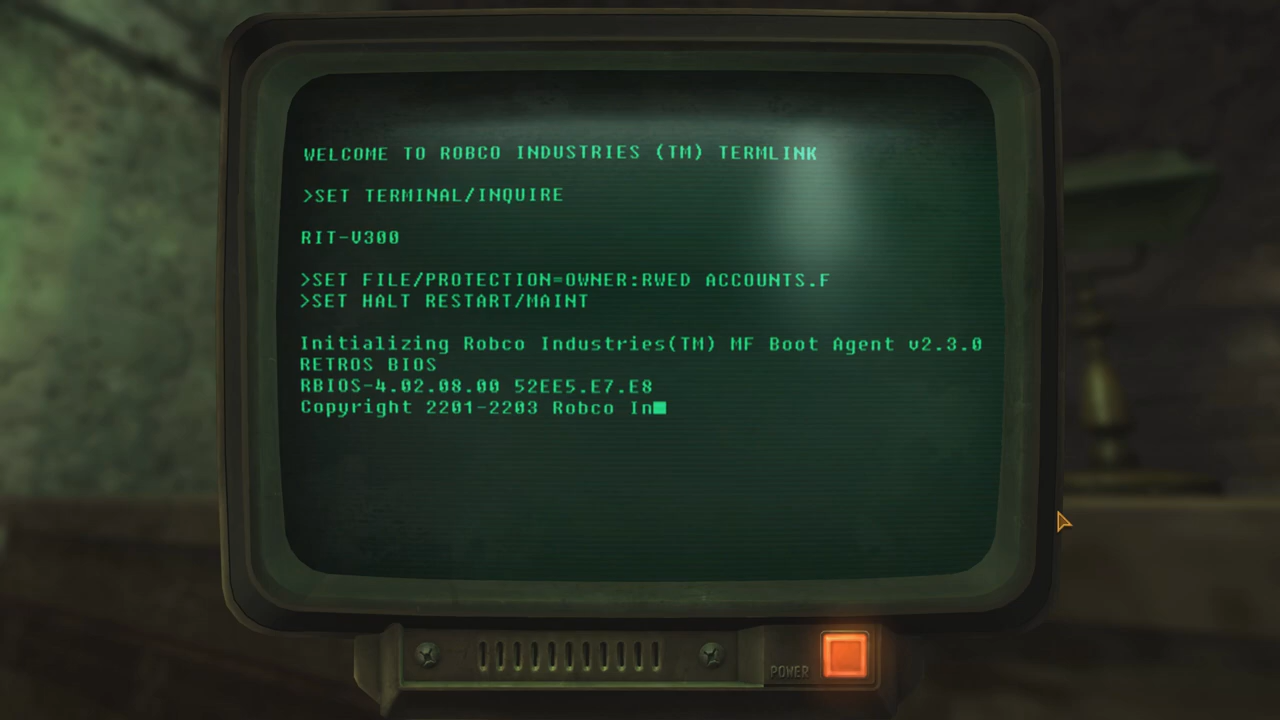 WELCOME TO ROBCO INDUSTRIES (TM) TERMLINK
>SET TERMINAL/INQUIRE
RIT-V300
>SET FILE/PROTECTION=OWNER:RWED ACCOUNTS.F
>SET HALT RESTART/MAINT
Initializing Robco Industries(TM) MF Boot Agent v2.3.0
RETROS BIOS
RBIOS-4.02.08.00 52EE5.E7.E8
Copyright 2201-2203 Robco In
POWER